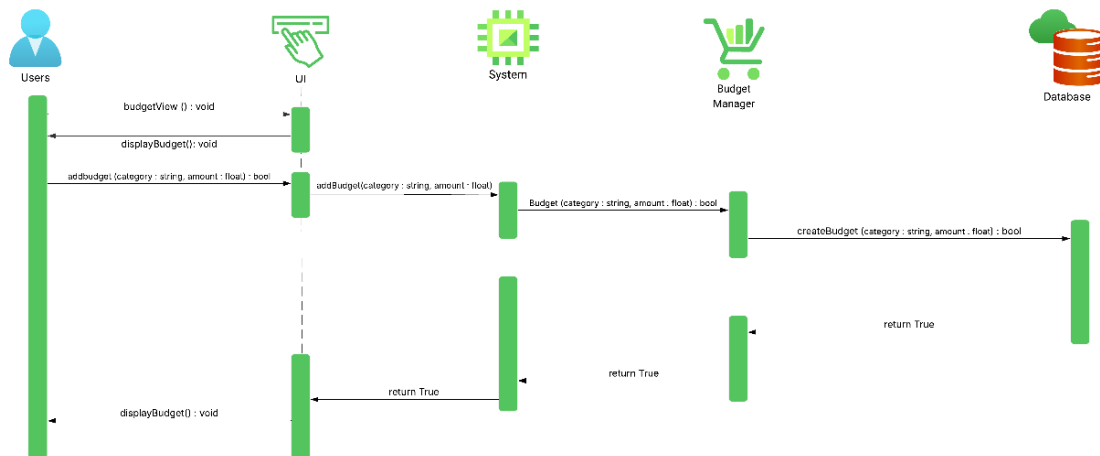 Users
UI
System
Budget
Manager
Database
budgetView () : void
displayBudget(): void
addbudget (category : string, amount : float) : bool
addBudget(category : string, amount : float)
Budget (category : string, amount . float) : bool
createBudget (category : string, amount . float) : bool
return True
return True
return True
displayBudget() : void